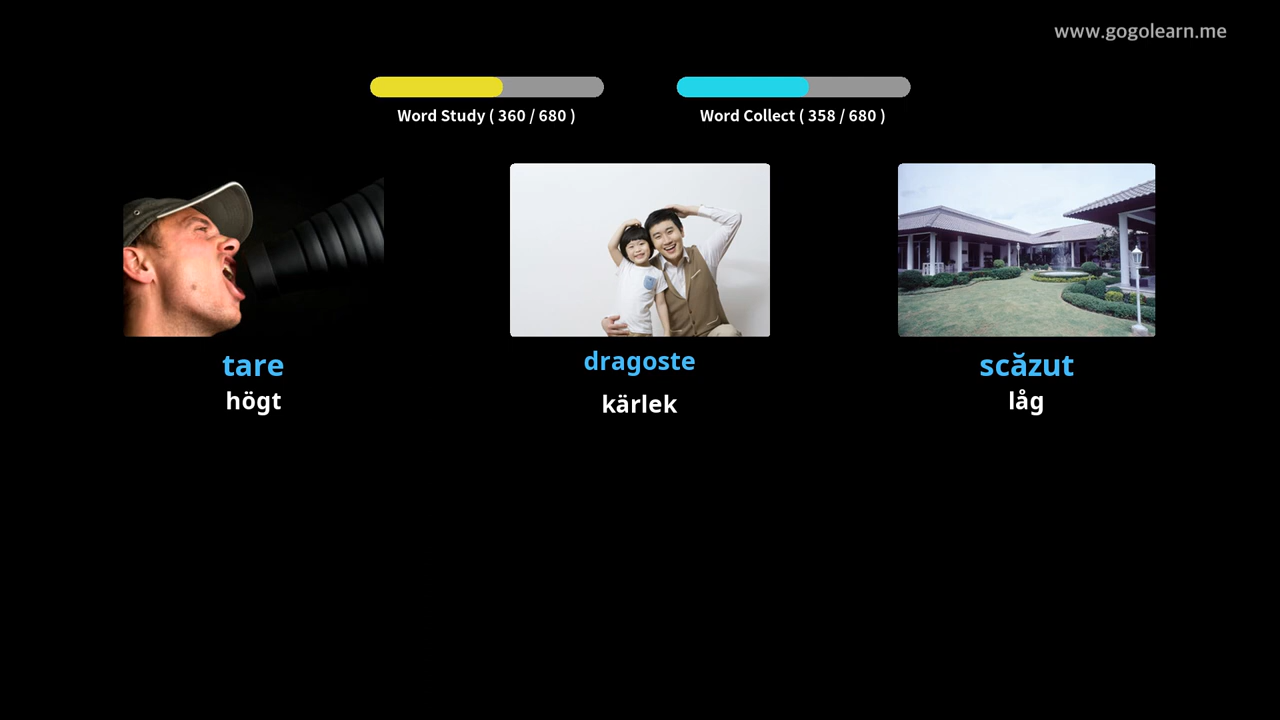 www.gogolearn.me
Word Study ( 360 / 680 )
Word Collect ( 358 / 680 )
tare
högt
dragoste
kärlek
scăzut
låg